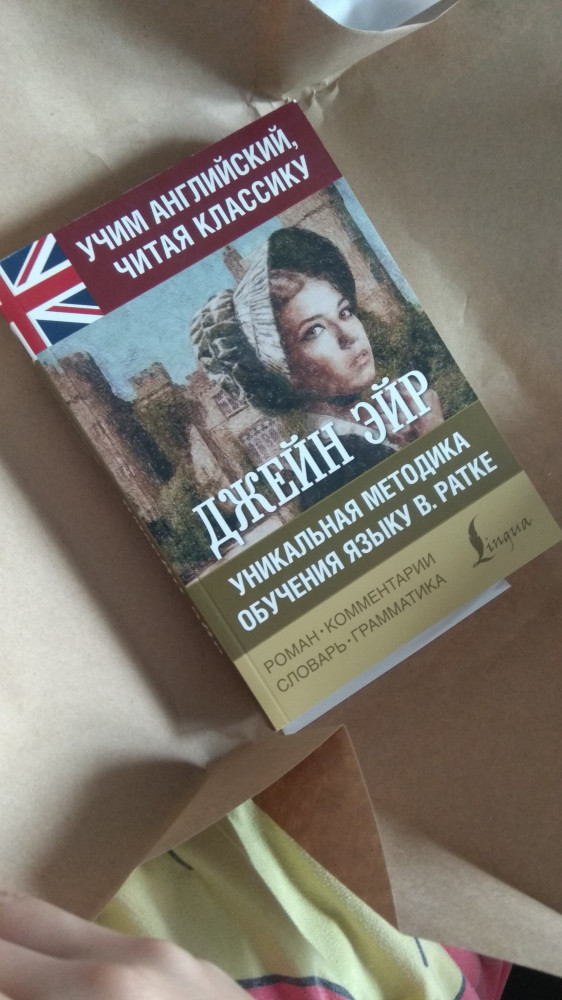 УЧИМ АНГЛИЙСКИЙ,
ЧИТАЯ КЛАССИКУ
ДЖЕЙН ЭЙР
УНИКАЛЬНАЯ МЕТОДИКА
ОБУЧЕНИЯ ЯЗЫКУ В. РАТКЕ
РОМАН·КОММЕНТАРИИ
СЛОВАРЬ·ГРАММАТИКА
Lingua